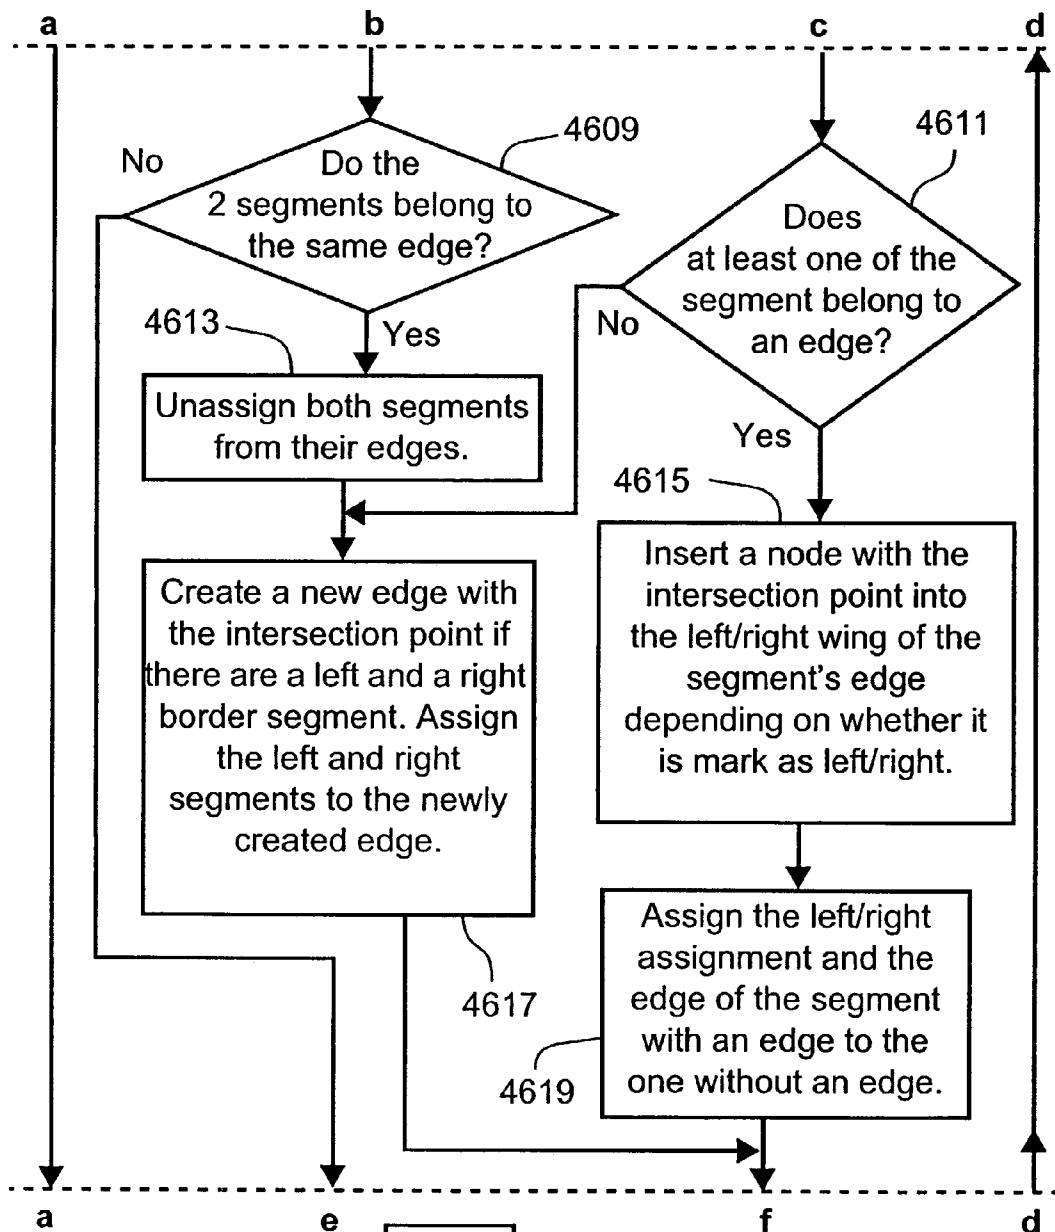 a
b
c
d
4609
4611
No
Do the
2 segments belong to
the same edge?
Does
at least one of the
segment belong to
an edge?
4613
Yes
No
Unassign both segments
from their edges.
Yes
4615
Create a new edge with
the intersection point if
there are a left and a right
border segment. Assign
the left and right
segments to the newly
created edge.
Insert a node with the
intersection point into
the left/right wing of the
segment's edge
depending on whether it
is mark as left/right.
4617
Assign the left/right
assignment and the
edge of the segment
with an edge to the
one without an edge.
4619
a
e
f
d